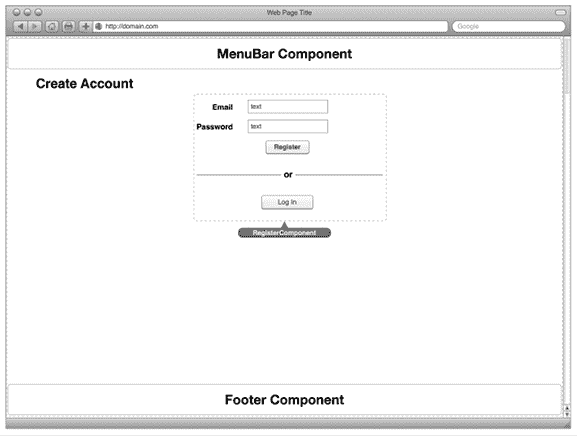 Web Page Title
http://domain.com
Google
MenuBar Component
Create Account
Email text
Password text
Register
or
Log In
RegisterComponent
Footer Component